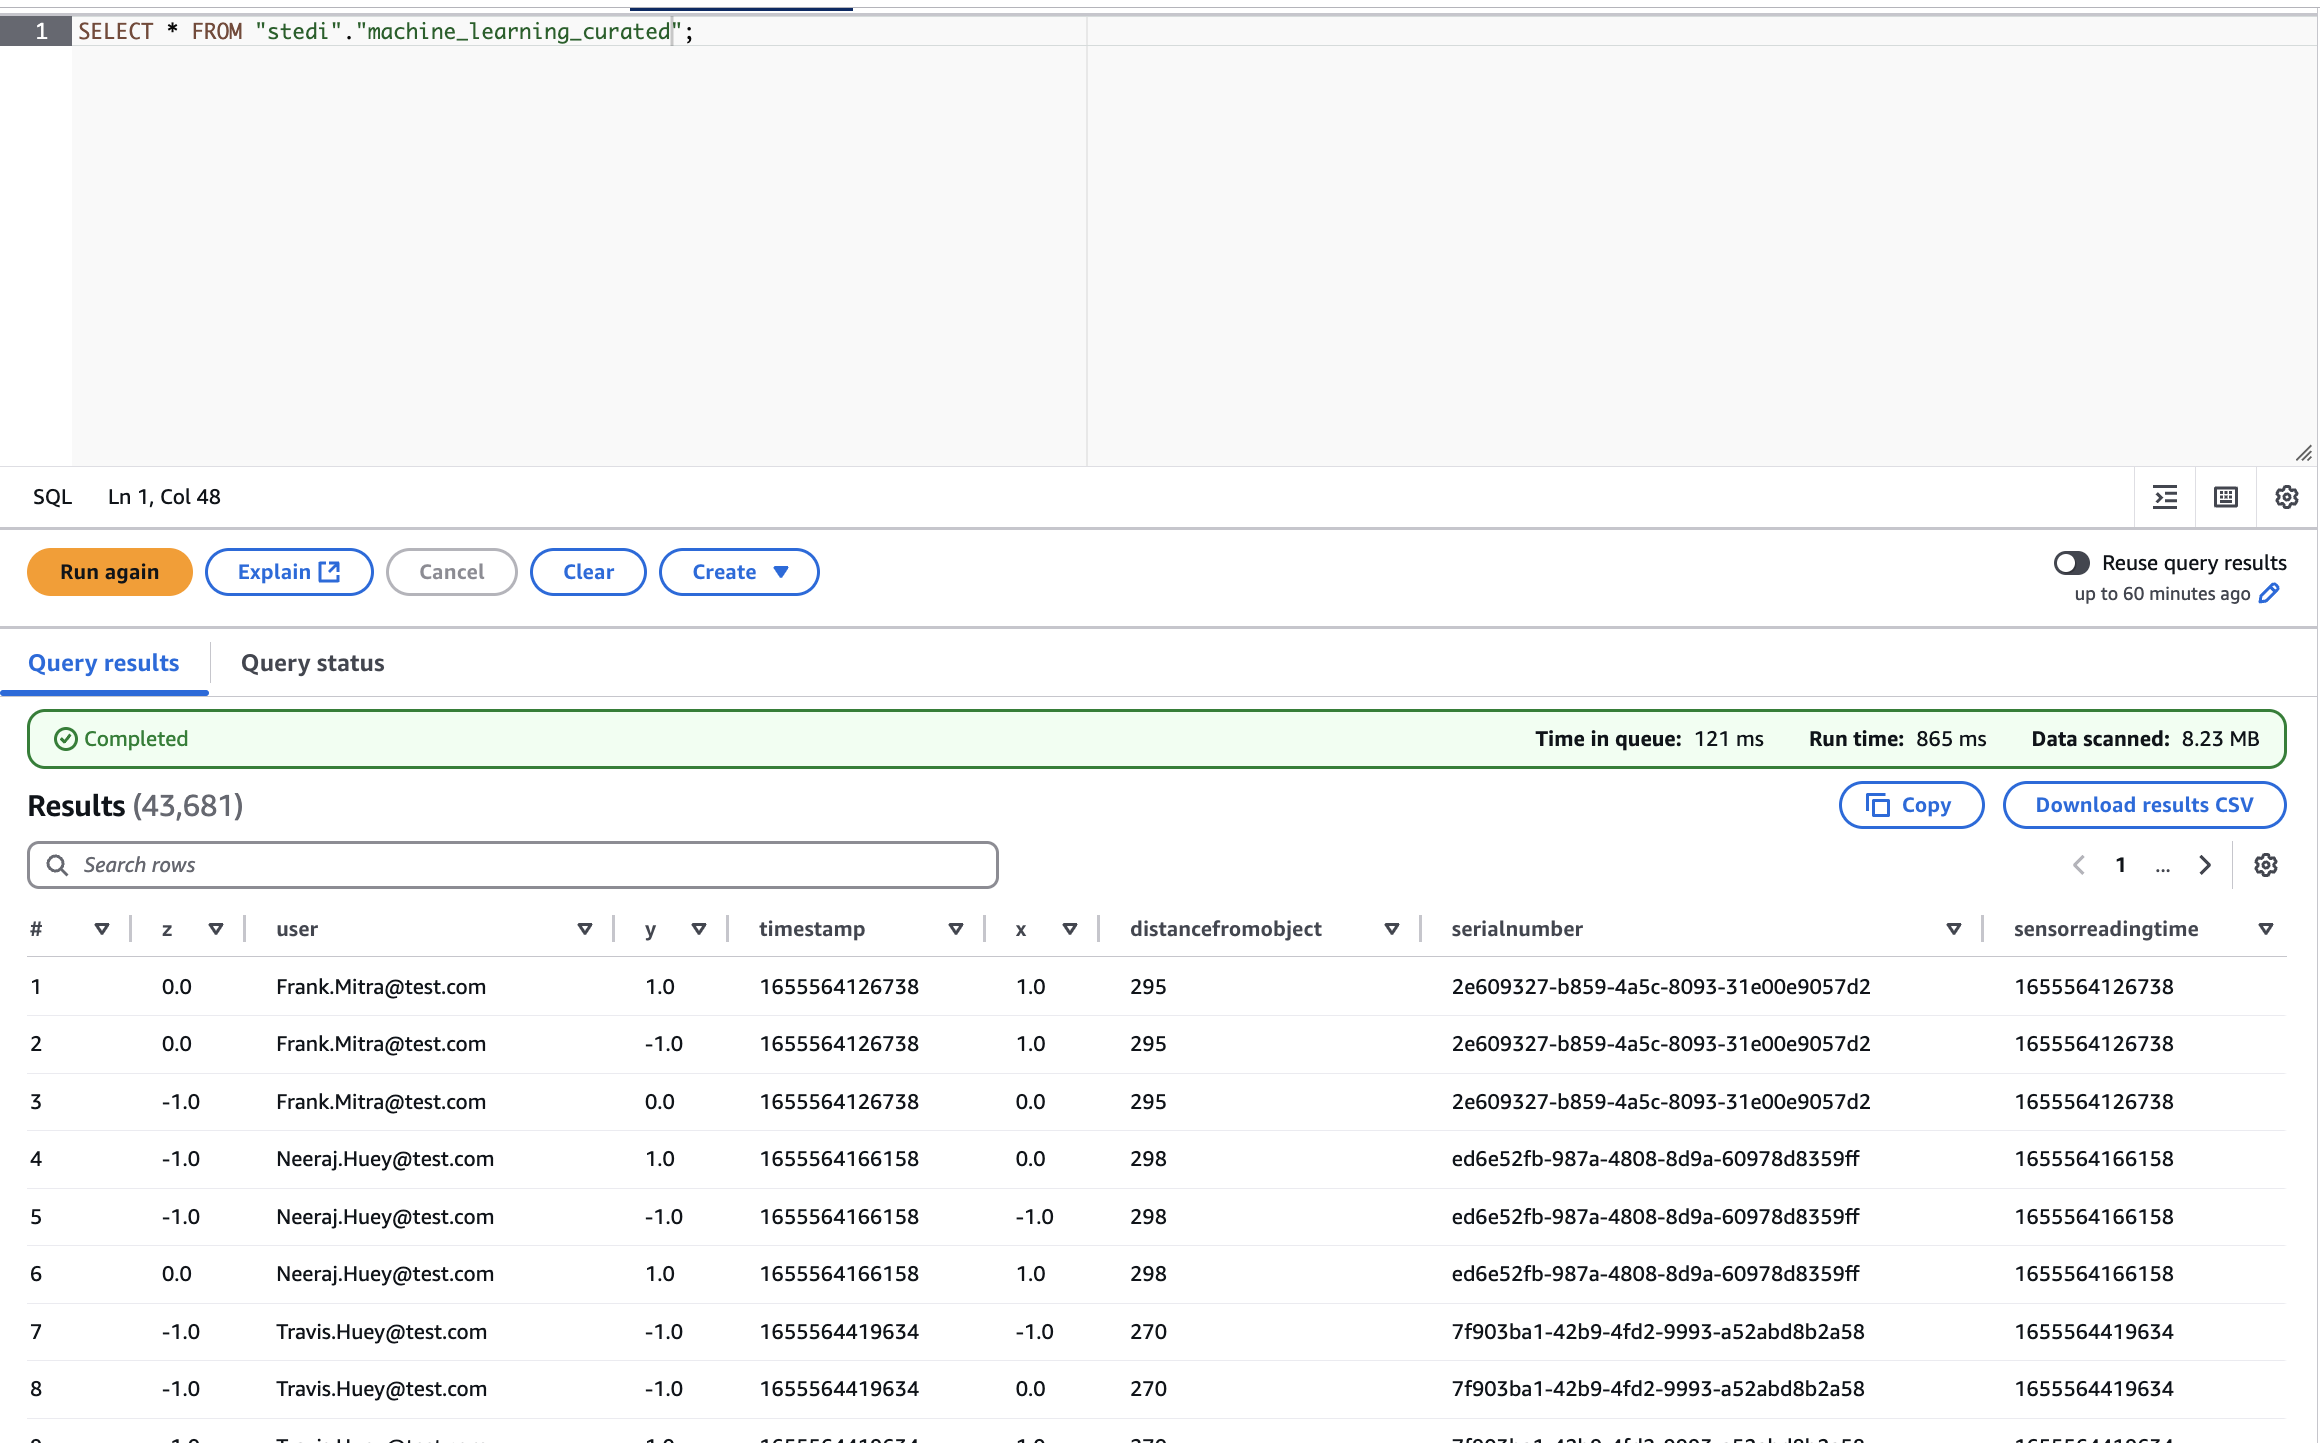 1 SELECT * FROM "stedi"."machine_learning_curated";
SQL Ln 1, Col 48
Run again Explain Cancel Clear Create Reuse query results
up to 60 minutes ago
Query results Query status
Completed Time in queue: 121 ms Run time: 865 ms Data scanned: 8.23 MB
Results (43,681) Copy Download results CSV
Search rows 1 ...
# z user y timestamp x distancefromobject serialnumber sensorreadingtime
1 0.0 Frank.Mitra@test.com 1.0 1655564126738 1.0 295 2e609327-b859-4a5c-8093-31e00e9057d2 1655564126738
2 0.0 Frank.Mitra@test.com -1.0 1655564126738 1.0 295 2e609327-b859-4a5c-8093-31e00e9057d2 1655564126738
3 -1.0 Frank.Mitra@test.com 0.0 1655564126738 0.0 295 2e609327-b859-4a5c-8093-31e00e9057d2 1655564126738
4 -1.0 Neeraj.Huey@test.com 1.0 1655564166158 0.0 298 ed6e52fb-987a-4808-8d9a-60978d8359ff 1655564166158
5 -1.0 Neeraj.Huey@test.com -1.0 1655564166158 -1.0 298 ed6e52fb-987a-4808-8d9a-60978d8359ff 1655564166158
6 0.0 Neeraj.Huey@test.com 1.0 1655564166158 1.0 298 ed6e52fb-987a-4808-8d9a-60978d8359ff 1655564166158
7 -1.0 Travis.Huey@test.com -1.0 1655564419634 -1.0 270 7f903ba1-42b9-4fd2-9993-a52abd8b2a58 1655564419634
8 -1.0 Travis.Huey@test.com -1.0 1655564419634 0.0 270 7f903ba1-42b9-4fd2-9993-a52abd8b2a58 1655564419634